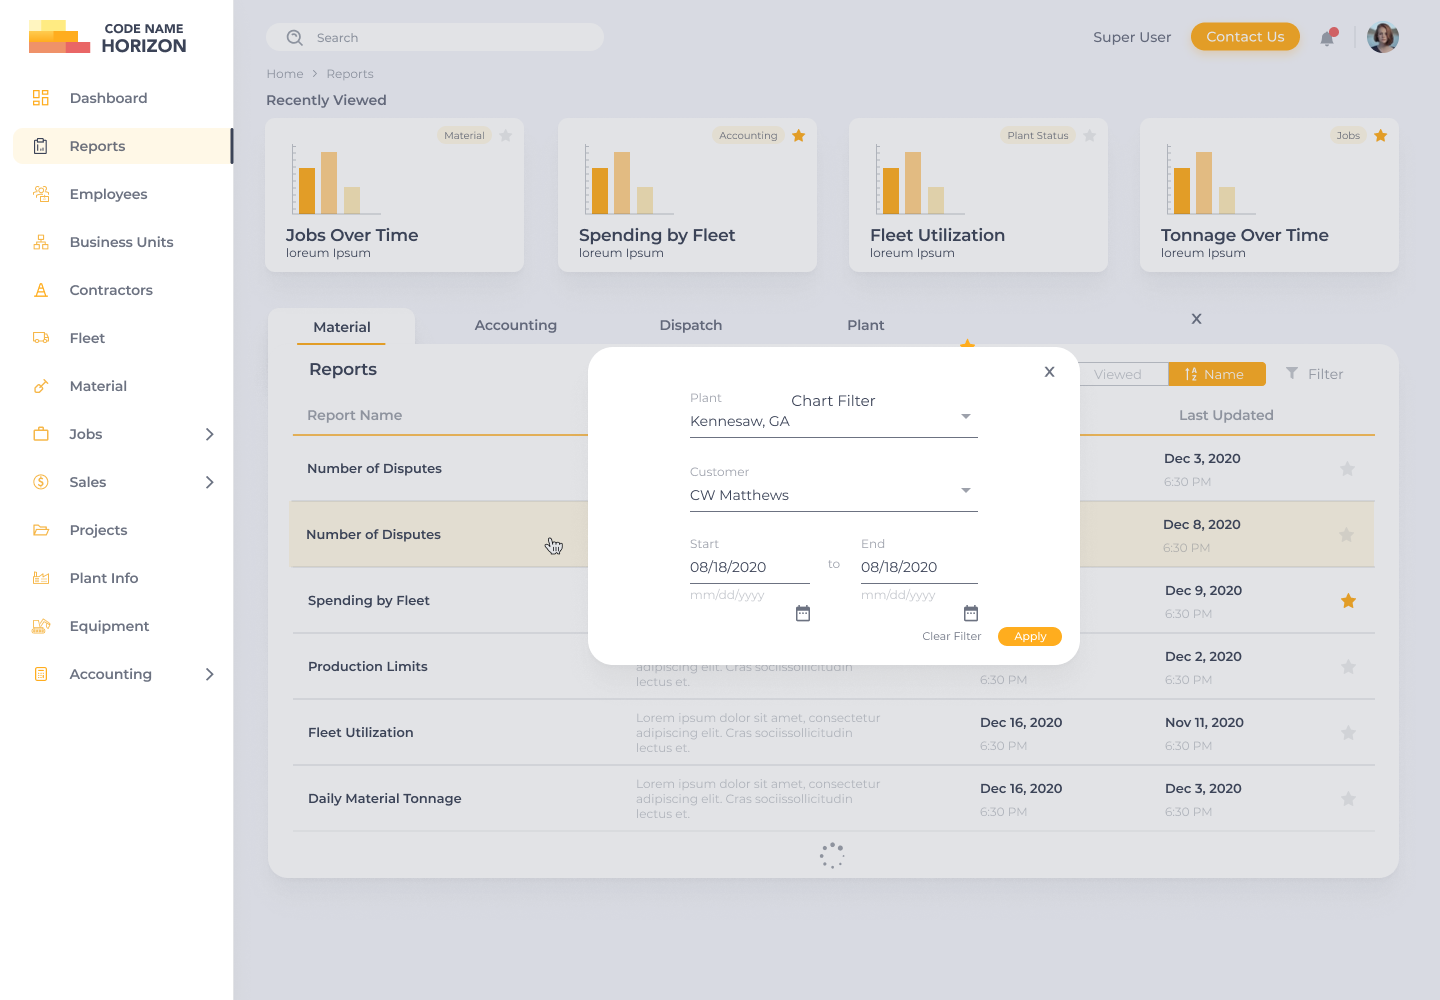 CODE NAME
HORIZON
Dashboard
Reports
Employees
Business Units
Contractors
Fleet
Material
Jobs
Sales
Projects
Plant Info
Equipment
Accounting
Search
Super User
Contact Us
Home > Reports
Recently Viewed
Material
Jobs Over Time
loreum Ipsum
Accounting
Spending by Fleet
loreum Ipsum
Plant Status
Fleet Utilization
loreum Ipsum
Jobs
Tonnage Over Time
loreum Ipsum
Material Accounting Dispatch Plant
X
Reports
Viewed
AZ Name
Filter
Report Name
Last Updated
X
Chart Filter
Plant
Kennesaw, GA
Customer
CW Matthews
Start
08/18/2020
mm/dd/yyyy
to
End
08/18/2020
mm/dd/yyyy
Clear Filter
Apply
Number of Disputes
Dec 3, 2020
6:30 PM
Number of Disputes
Dec 8, 2020
6:30 PM
Spending by Fleet
Dec 9, 2020
6:30 PM
Production Limits
adipiscing elit. Cras sociissollicitudin
lectus et.
6:30 PM
Dec 2, 2020
6:30 PM
Fleet Utilization
Lorem ipsum dolor sit amet, consectetur
adipiscing elit. Cras sociissollicitudin
lectus et.
Dec 16, 2020
6:30 PM
Nov 11, 2020
6:30 PM
Daily Material Tonnage
Lorem ipsum dolor sit amet, consectetur
adipiscing elit. Cras sociissollicitudin
lectus et.
Dec 16, 2020
6:30 PM
Dec 3, 2020
6:30 PM